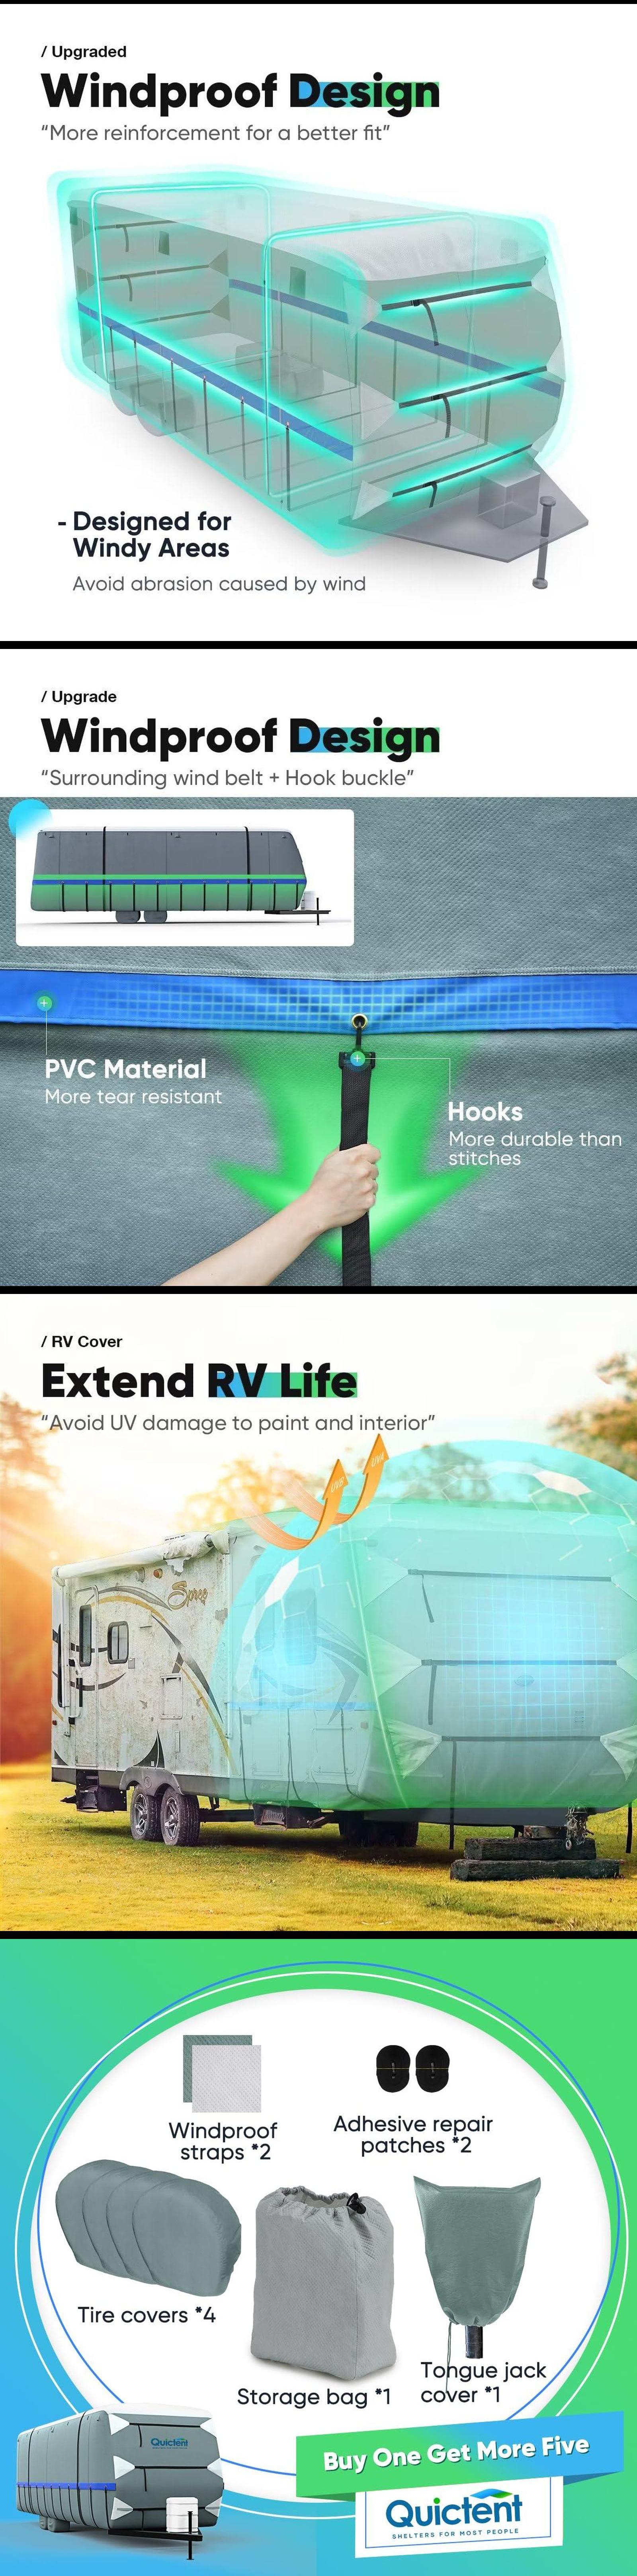 / Upgraded
Windproof Design
“More reinforcement for a better fit”
- Designed for
Windy Areas
Avoid abrasion caused by wind
/ Upgrade
Windproof Design
“Surrounding wind belt + Hook buckle”
PVC Material
More tear resistant
Hooks
More durable than
stitches
/ RV Cover
Extend RV Life
“Avoid UV damage to paint and interior”
Spree
Windproof
straps *2
Adhesive repair
patches *2
Tire covers *4
Storage bag *1
Tongue jack
cover *1
Quictent
Buy One Get More Five
Quictent
SHELTERS FOR MOST PEOPLE